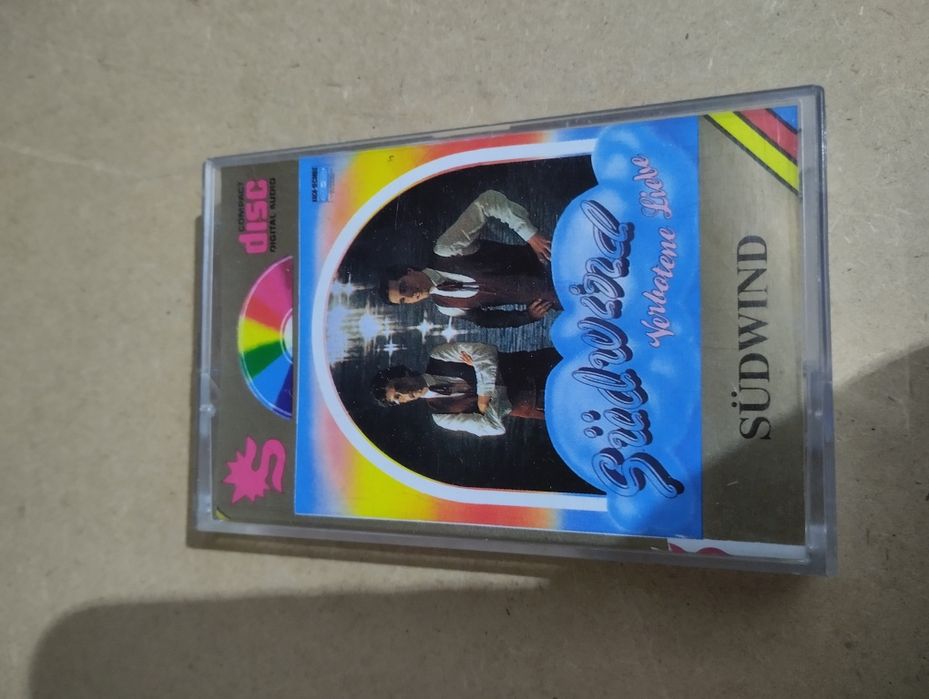 COMPACT
disc
DIGITAL AUDIO
S
Südwind
Verbotene Liebe
SÜDWIND